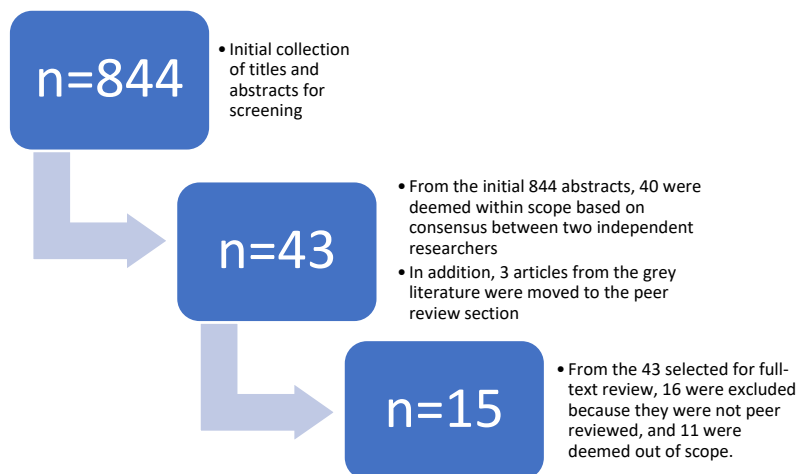 n=844
• Initial collection
of titles and
abstracts for
screening
n=43
• From the initial 844 abstracts, 40 were
deemed within scope based on
consensus between two independent
researchers
• In addition, 3 articles from the grey
literature were moved to the peer
review section
n=15
• From the 43 selected for full-
text review, 16 were excluded
because they were not peer
reviewed, and 11 were
deemed out of scope.